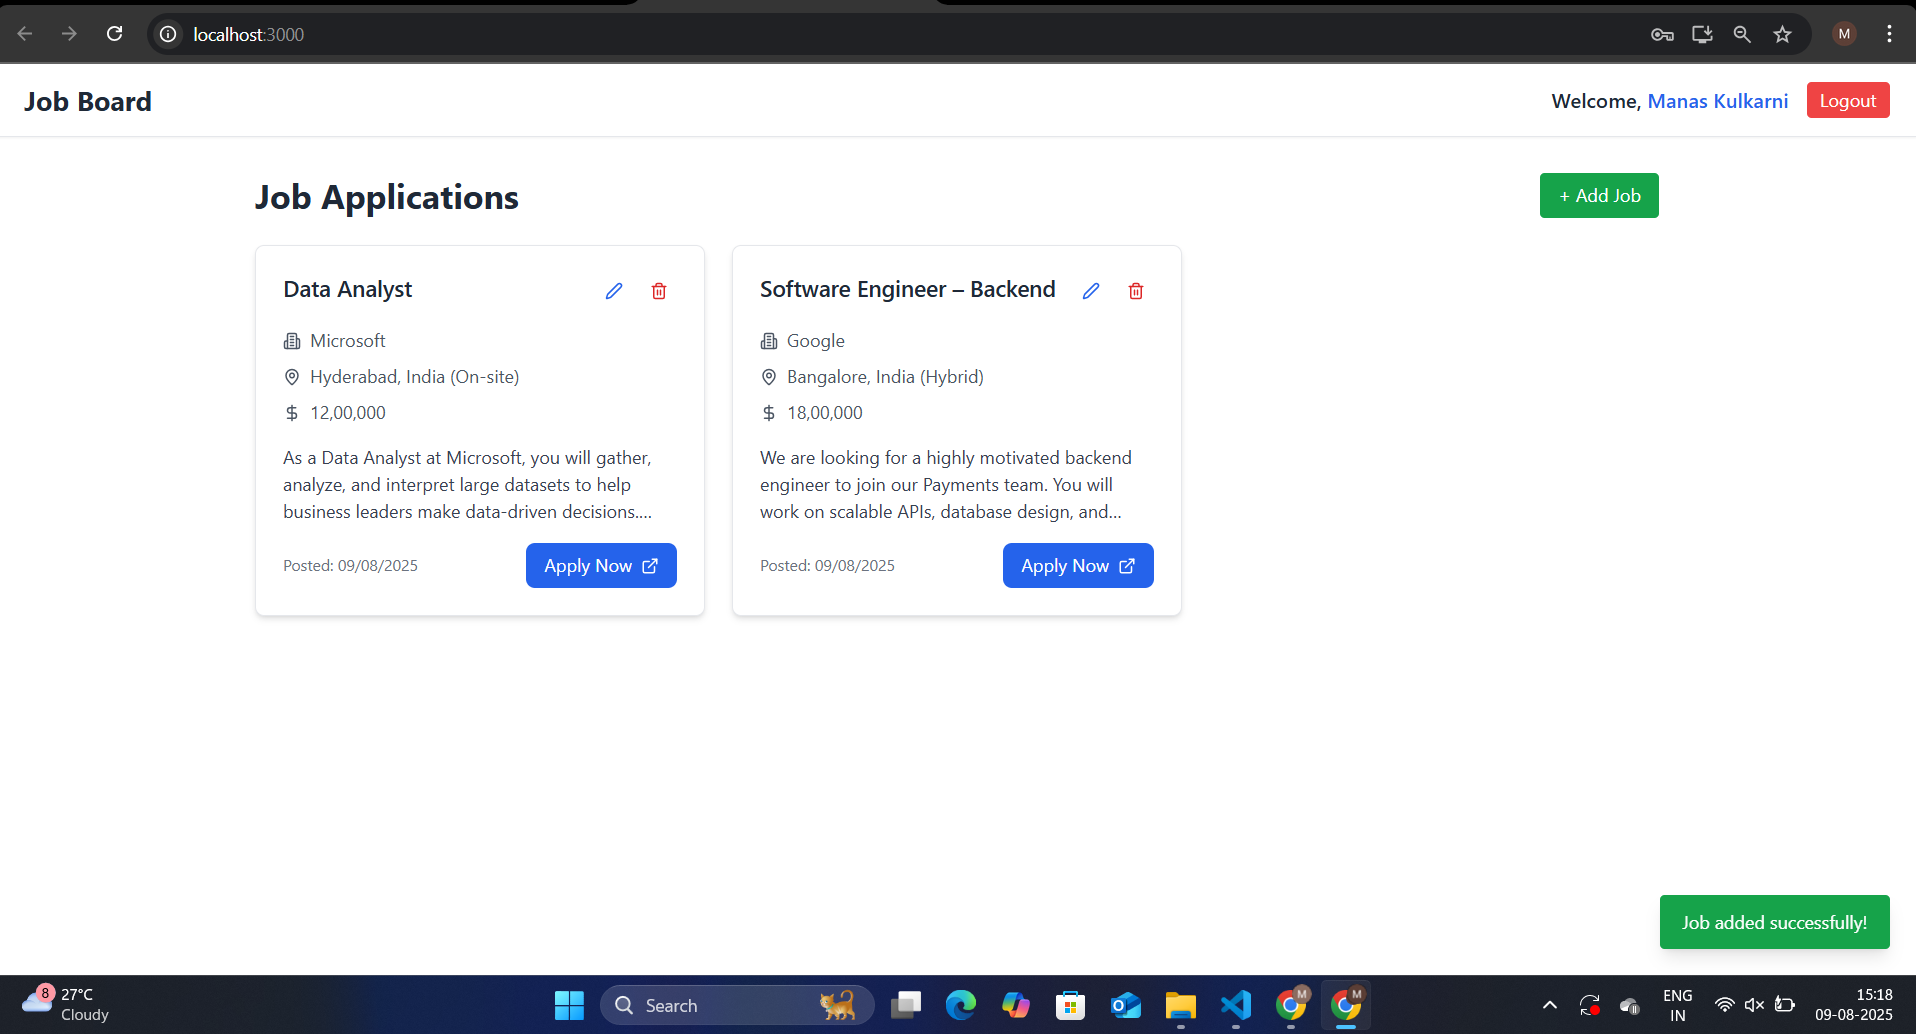 localhost:3000
M
Job Board
Welcome, Manas Kulkarni
Logout
Job Applications
+ Add Job
Data Analyst
Microsoft
Hyderabad, India (On-site)
$ 12,00,000
As a Data Analyst at Microsoft, you will gather,
analyze, and interpret large datasets to help
business leaders make data-driven decisions....
Posted: 09/08/2025
Apply Now
Software Engineer – Backend
Google
Bangalore, India (Hybrid)
$ 18,00,000
We are looking for a highly motivated backend
engineer to join our Payments team. You will
work on scalable APIs, database design, and...
Posted: 09/08/2025
Apply Now
Job added successfully!
8
27°C
Cloudy
Search
M
M
ENG
IN
15:18
09-08-2025